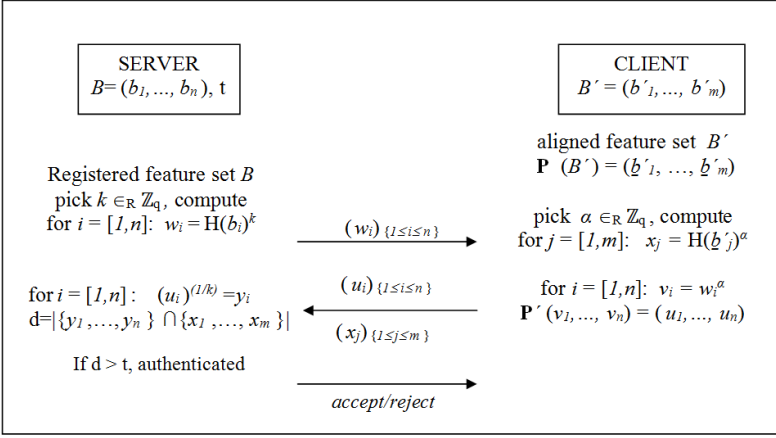 SERVER
B= (b₁, ..., bₙ), t
CLIENT
B´ = (b´₁, ..., b´ₘ)
aligned feature set B´
P (B´) = (b̲´₁, ..., b̲´ₘ)
Registered feature set B
pick k ∈ᴿ ℤq, compute
for i = [1,n]: wᵢ = H(bᵢ)ᵏ
(wᵢ) {1≤i≤n}
pick α ∈ᴿ ℤq, compute
for j = [1,m]: xⱼ = H(b̲´ⱼ)ᵅ
for i = [1,n] : (uᵢ)⁽¹/ᵏ⁾ =yᵢ
d=|{y₁ ,...,yₙ } ∩{x₁ ,..., xₘ }|
If d > t, authenticated
(uᵢ) {1≤i≤n}
(xⱼ) {1≤j≤m}
for i = [1,n]: vᵢ = wᵢᵅ
P´ (v₁, ..., vₙ) = ( u₁, ..., uₙ)
accept/reject